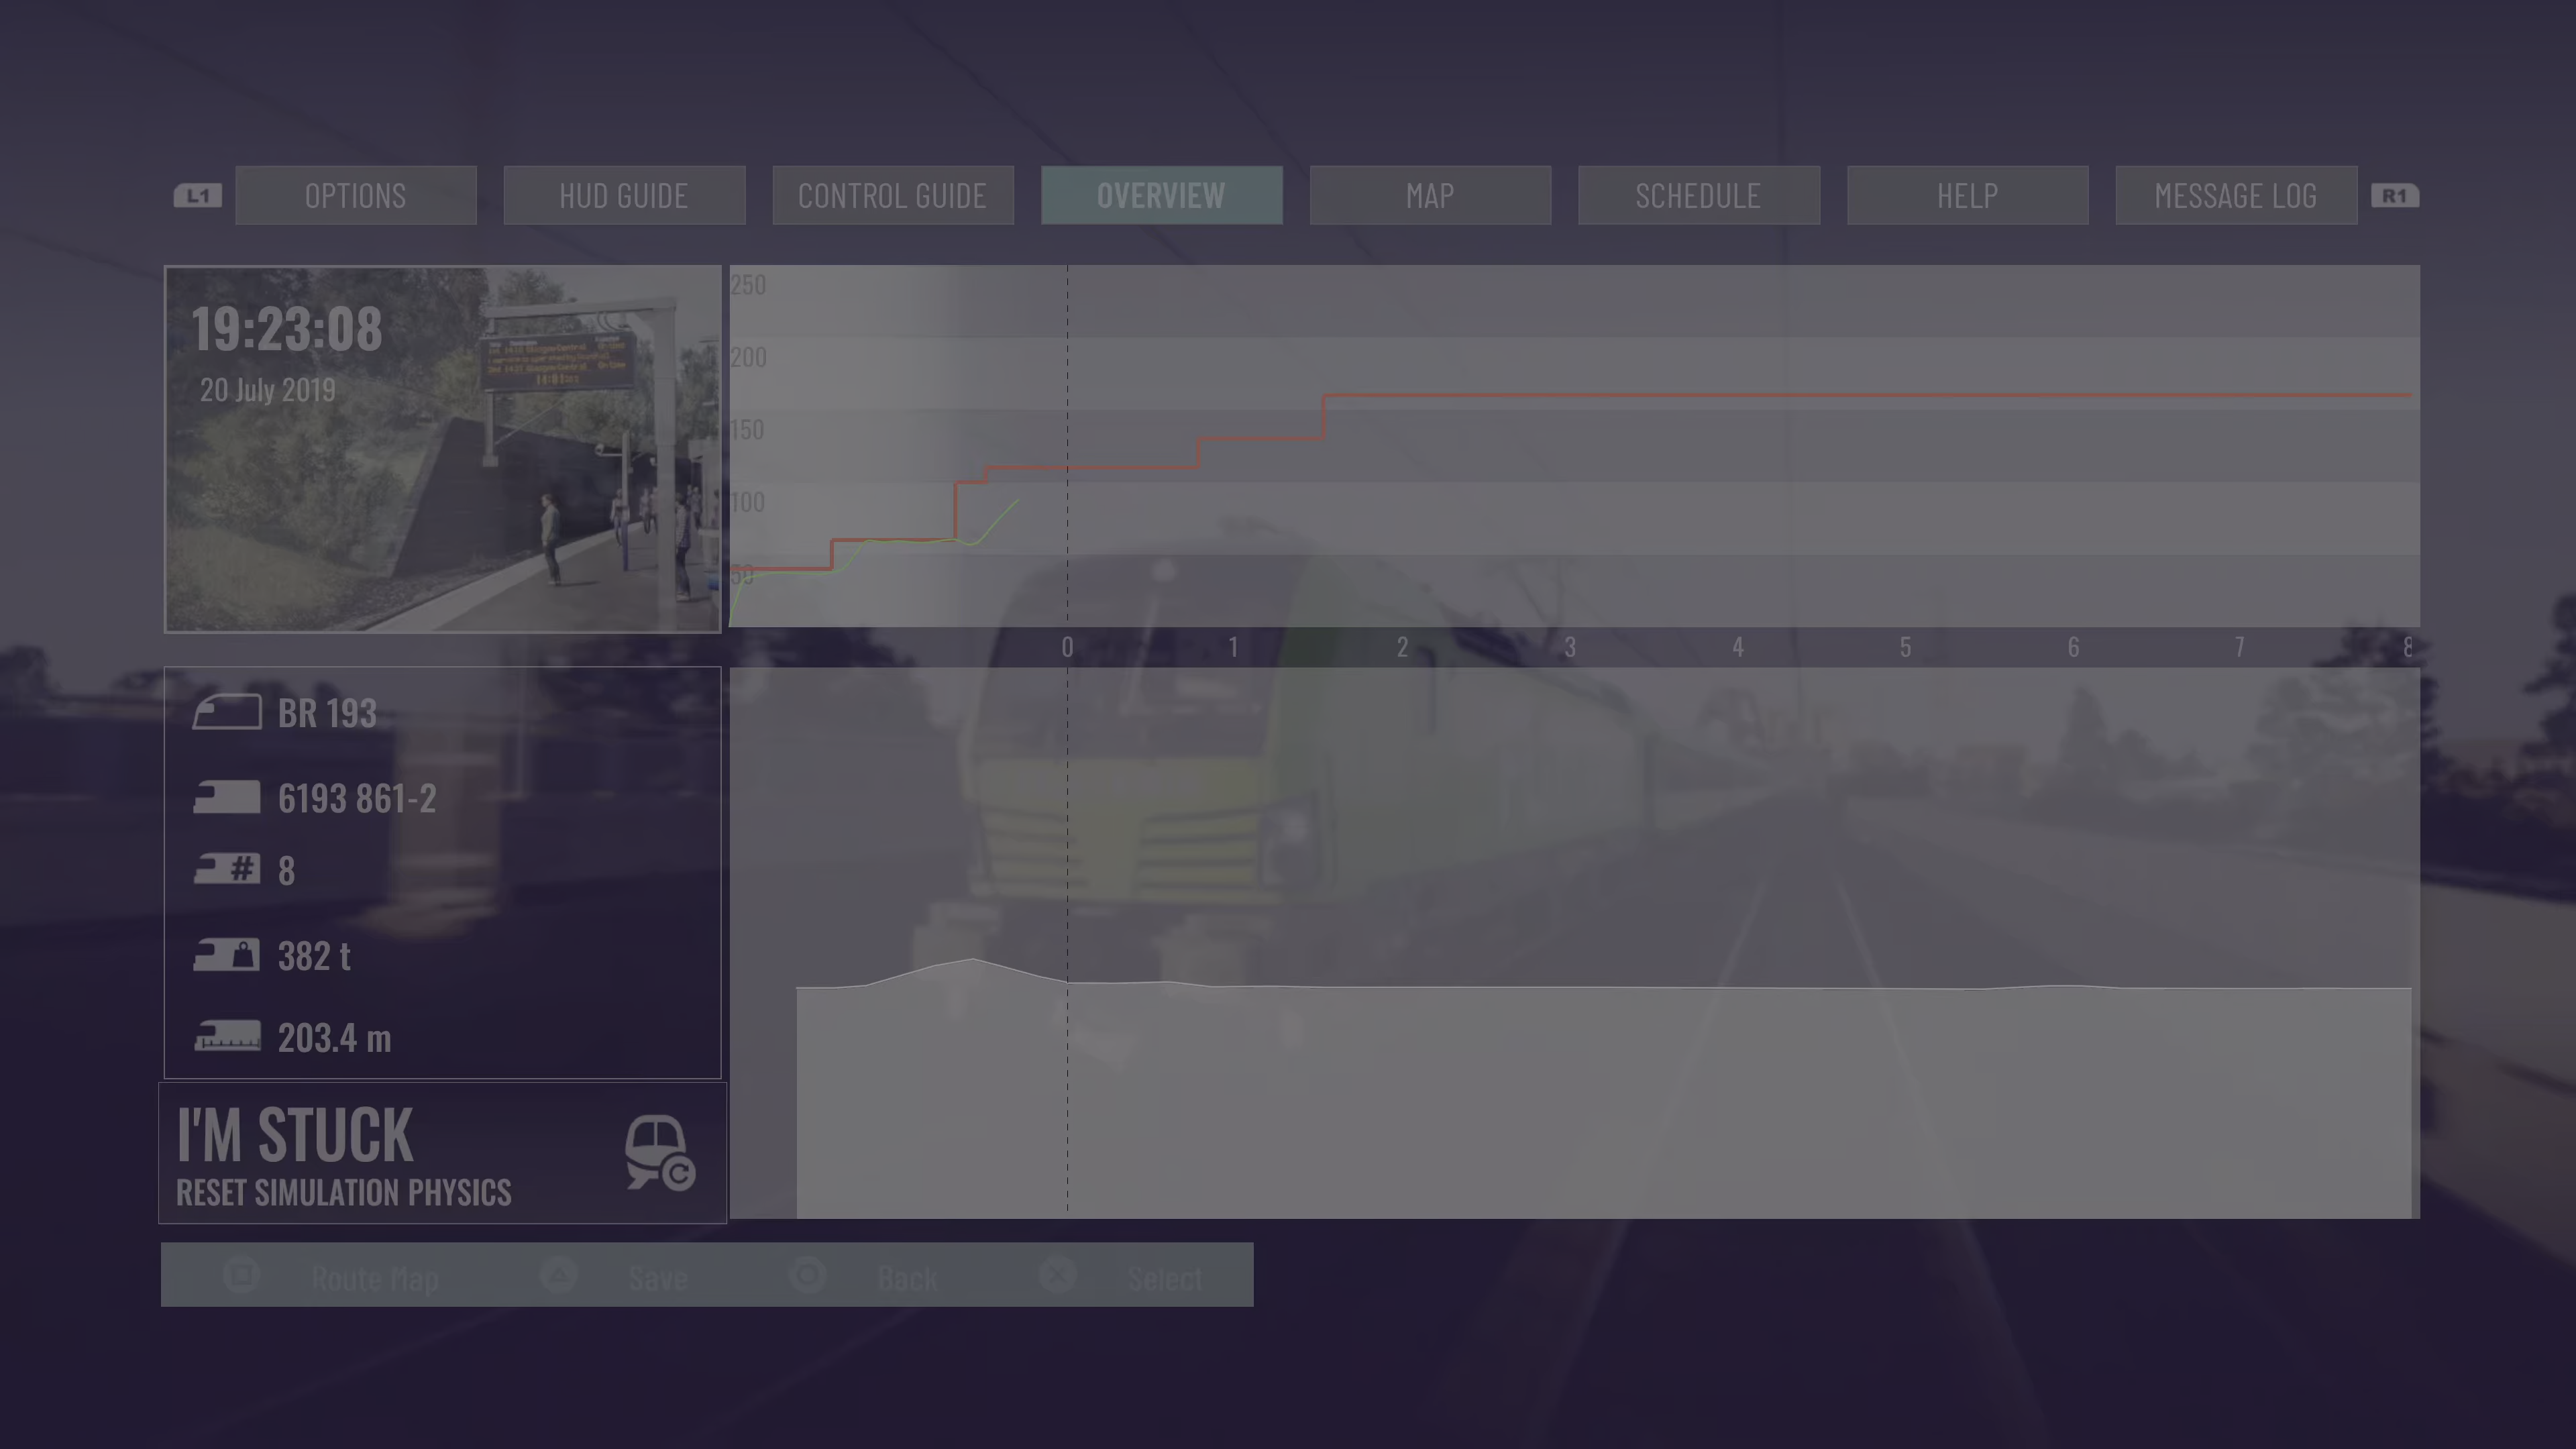 L1 OPTIONS HUD GUIDE CONTROL GUIDE OVERVIEW MAP SCHEDULE HELP MESSAGE LOG R1
19:23:08
20 July 2019
250
200
150
100
50
0 1 2 3 4 5 6 7 8
BR 193
6193 861-2
# 8
382 t
203.4 m
I'M STUCK
RESET SIMULATION PHYSICS
Route Map Save Back Select